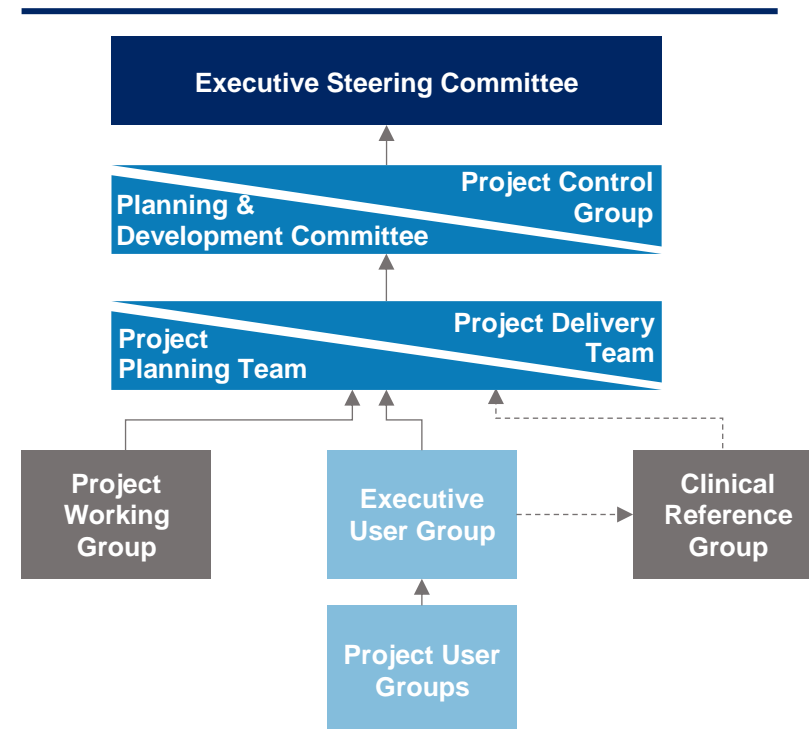 Executive Steering Committee
Project Control
Group
Planning &
Development Committee
Project Delivery
Team
Project
Planning Team
Project
Working
Group
Executive
User Group
Clinical
Reference
Group
Project User
Groups